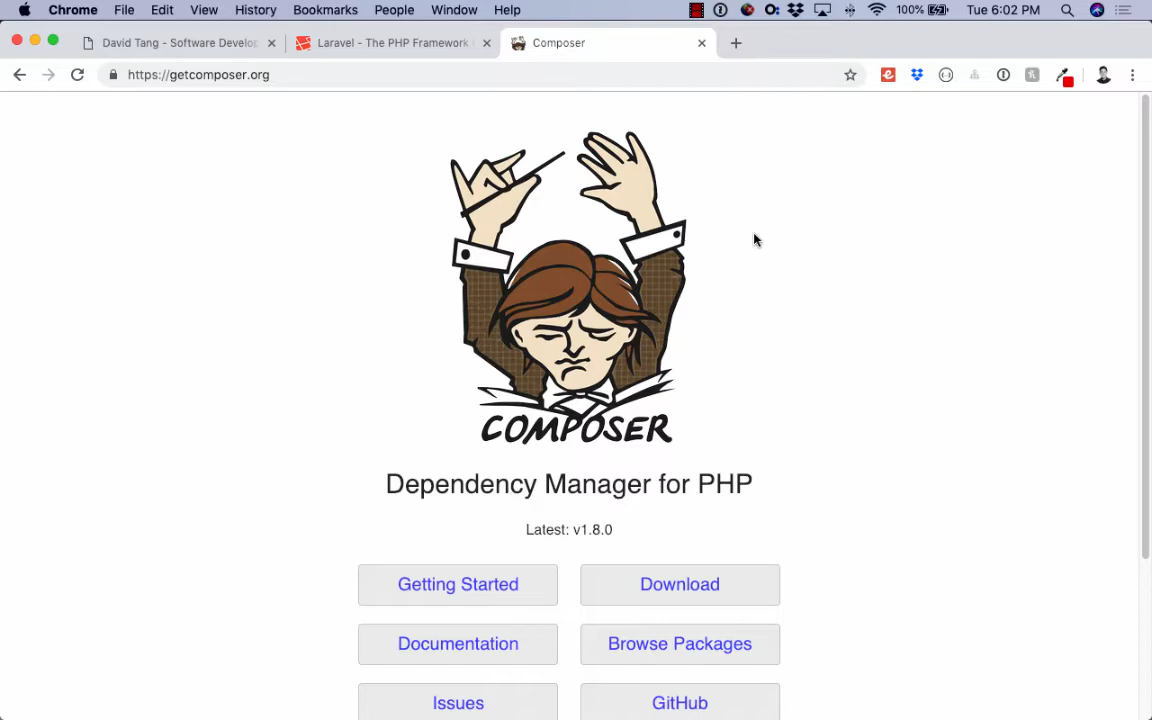 Chrome File Edit View History Bookmarks People Window Help 100% Tue 6:02 PM
David Tang - Software Develop Laravel - The PHP Framework Composer
https://getcomposer.org
COMPOSER
Dependency Manager for PHP
Latest: v1.8.0
Getting Started Download
Documentation Browse Packages
Issues GitHub